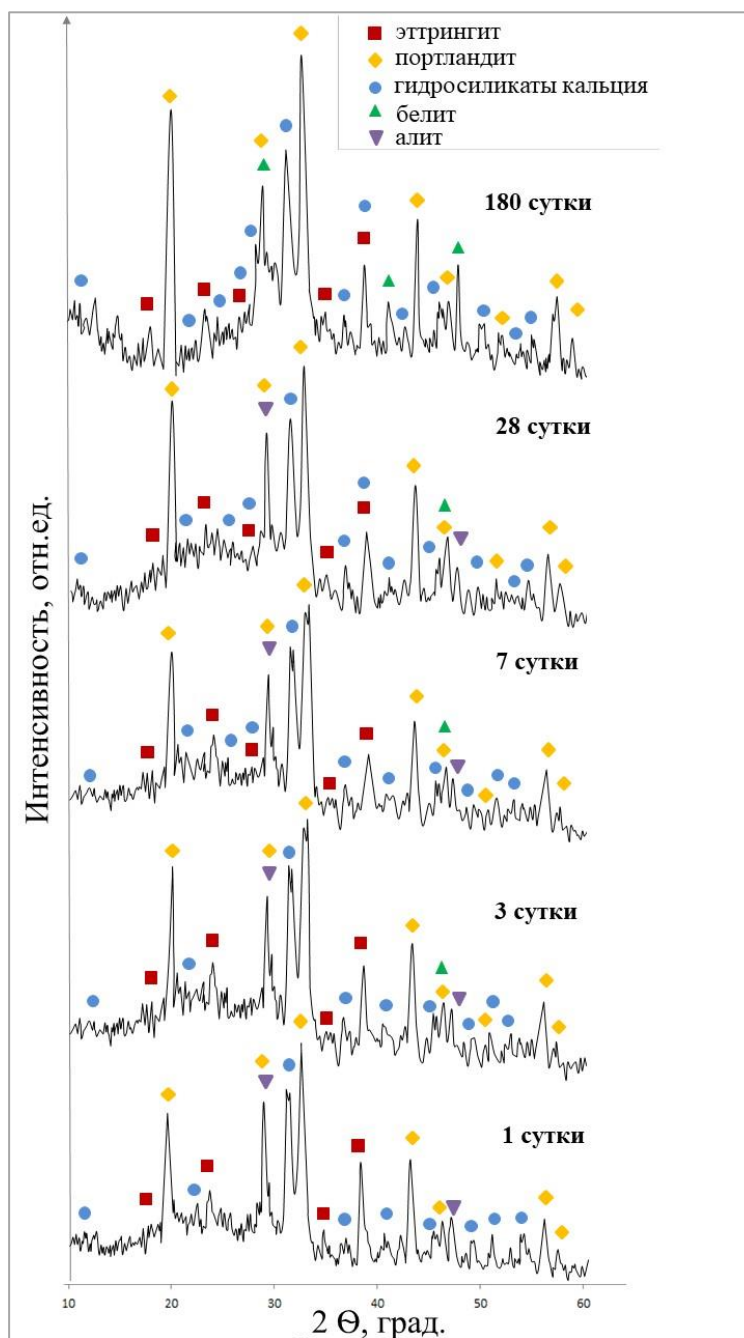 эттрингит
портландит
гидросиликаты кальция
белит
алит
180 сутки
28 сутки
7 сутки
3 сутки
1 сутки
Интенсивность, отн.ед.
10 20 30 40 50 60
2 Ѳ, град.